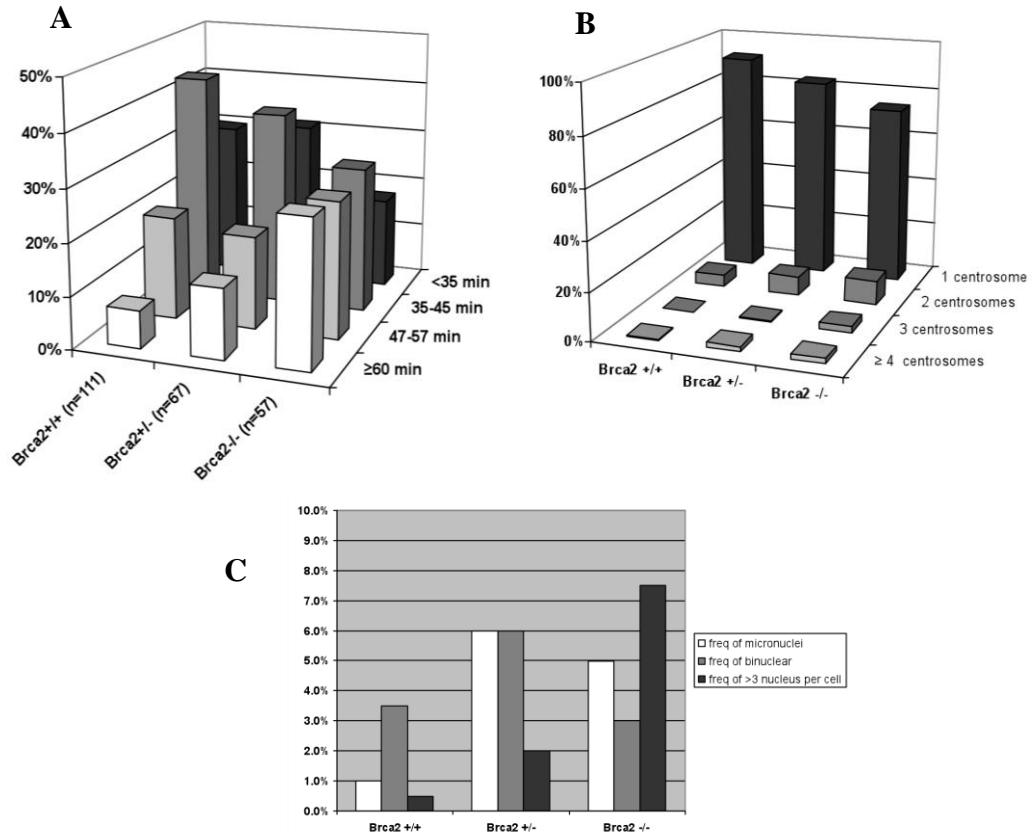 A
50%
40%
30%
20%
10%
0%
<35 min
35-45 min
47-57 min
≥60 min
Brca2+/+ (n=111)
Brca2+/- (n=67)
Brca2-/- (n=57)
B
100%
80%
60%
40%
20%
0%
1 centrosome
2 centrosomes
3 centrosomes
≥ 4 centrosomes
Brca2 +/+
Brca2 +/-
Brca2 -/-
C
10.0%
9.0%
8.0%
7.0%
6.0%
5.0%
4.0%
3.0%
2.0%
1.0%
0.0%
Brca2 +/+ Brca2 +/- Brca2 -/-
freq of micronuclei
freq of binuclear
freq of >3 nucleus per cell